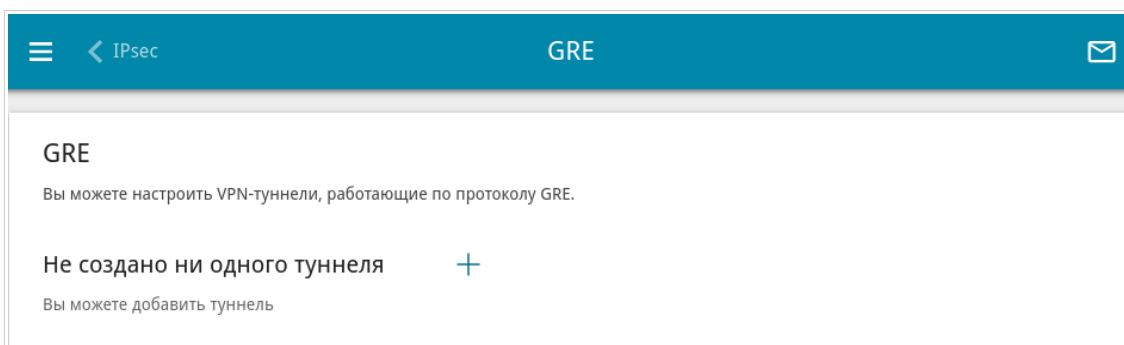 IPsec
GRE
GRE
Вы можете настроить VPN-туннели, работающие по протоколу GRE.
Не создано ни одного туннеля
Вы можете добавить туннель